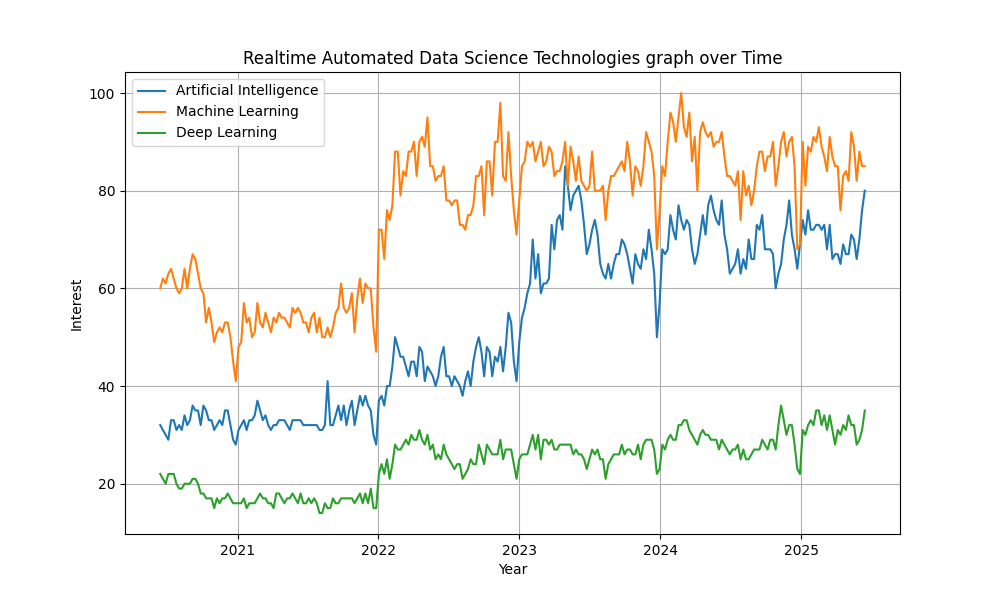 Realtime Automated Data Science Technologies graph over Time
Artificial Intelligence
Machine Learning
Deep Learning
100
80
60
40
20
Interest
2021
2022
2023
2024
2025
Year